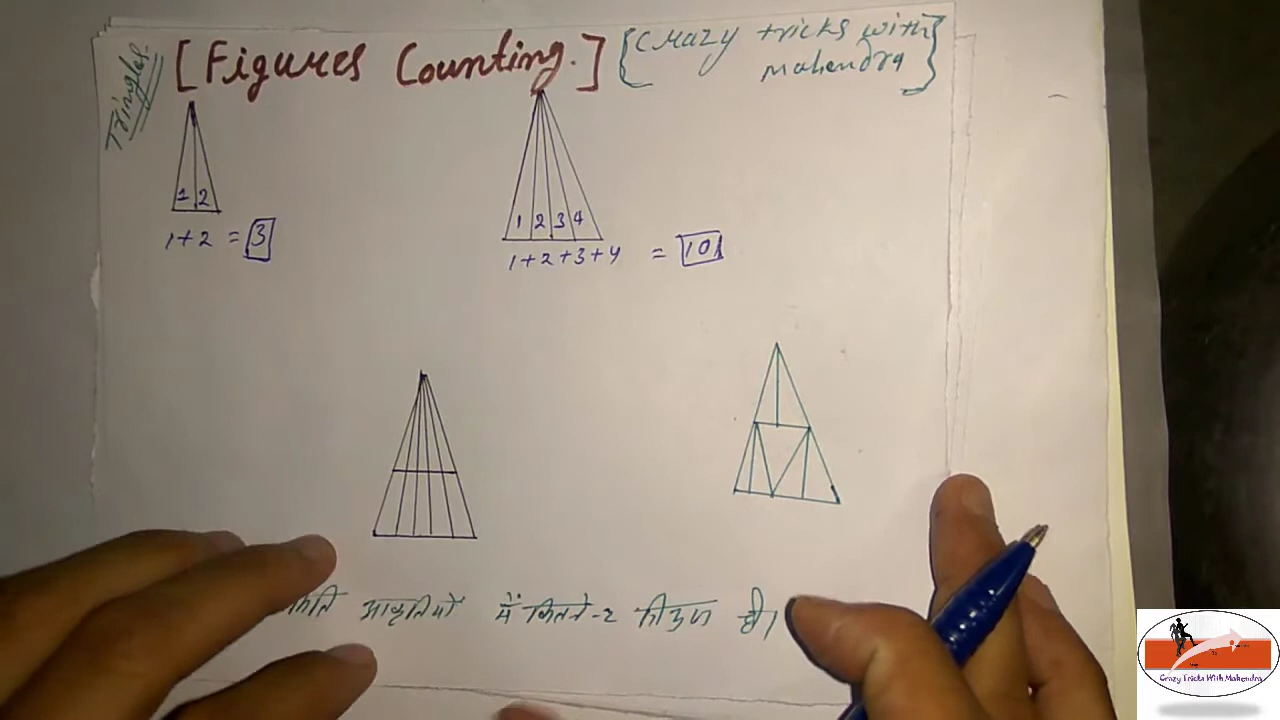 Tringles.
[Figures Counting.]
{Crazy tricks with
Mahendra}
1 2
1+2 = 3
1 2 3 4
1+2+3+4 = 10
आकृतियों में कितने-2 त्रिभुज है।
Crazy Tricks With Mahendra